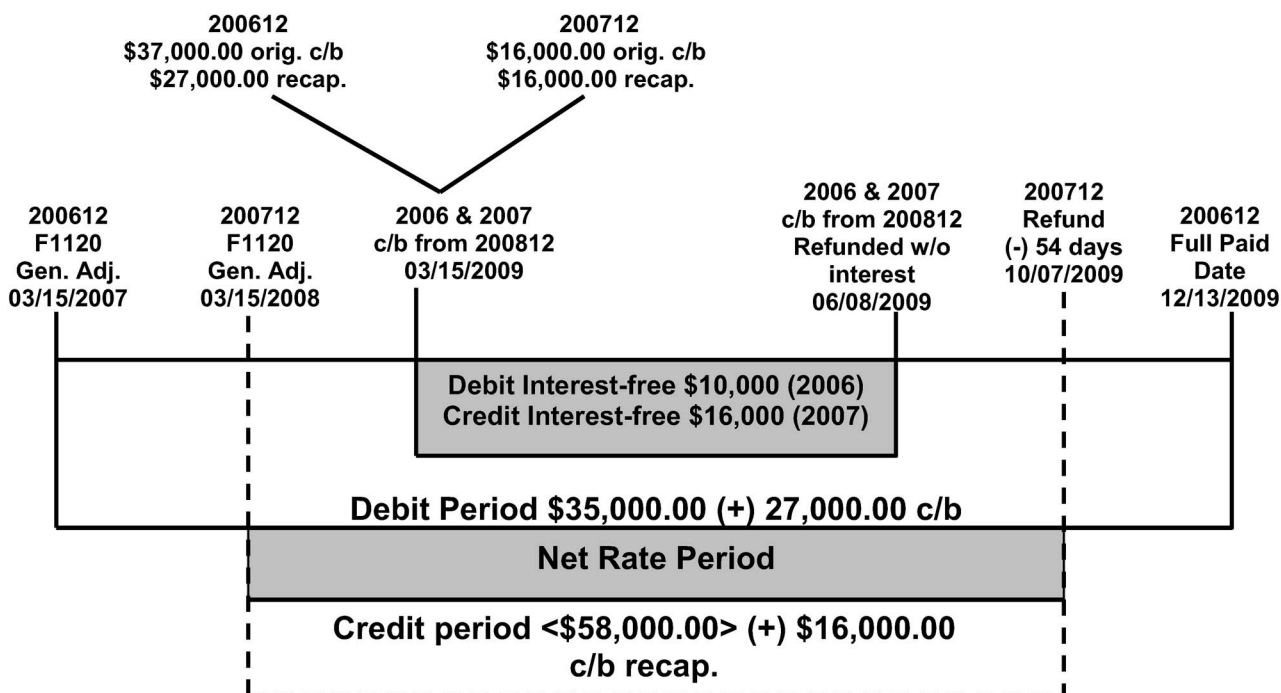 200612
$37,000.00 orig. c/b
$27,000.00 recap.
200712
$16,000.00 orig. c/b
$16,000.00 recap.
200612
F1120
Gen. Adj.
03/15/2007
200712
F1120
Gen. Adj.
03/15/2008
2006 & 2007
c/b from 200812
03/15/2009
2006 & 2007
c/b from 200812
Refunded w/o
interest
06/08/2009
200712
Refund
(-) 54 days
10/07/2009
200612
Full Paid
Date
12/13/2009
Debit Interest-free $10,000 (2006)
Credit Interest-free $16,000 (2007)
Debit Period $35,000.00 (+) 27,000.00 c/b
Net Rate Period
Credit period <$58,000.00> (+) $16,000.00
c/b recap.